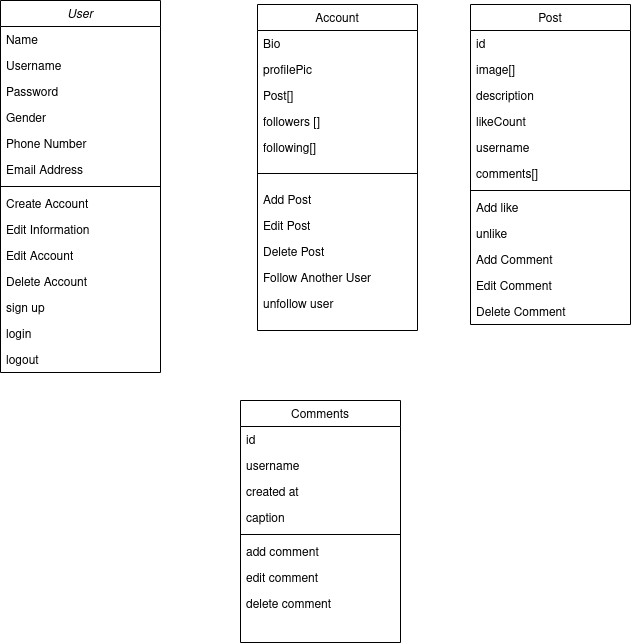 User
Name
Username
Password
Gender
Phone Number
Email Address
Create Account
Edit Information
Edit Account
Delete Account
sign up
login
logout
Account
Bio
profilePic
Post[]
followers []
following[]
Add Post
Edit Post
Delete Post
Follow Another User
unfollow user
Post
id
image[]
description
likeCount
username
comments[]
Add like
unlike
Add Comment
Edit Comment
Delete Comment
Comments
id
username
created at
caption
add comment
edit comment
delete comment